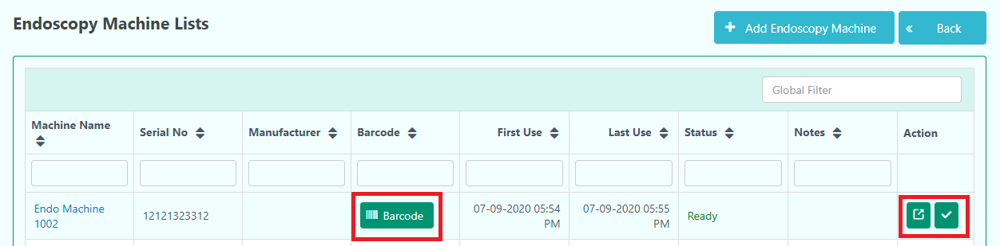 Endoscopy Machine Lists
Add Endoscopy Machine
Back
Global Filter
Machine Name Serial No Manufacturer Barcode First Use Last Use Status Notes Action
Endo Machine 1002 12121323312 Barcode 07-09-2020 05:54 PM 07-09-2020 05:55 PM Ready